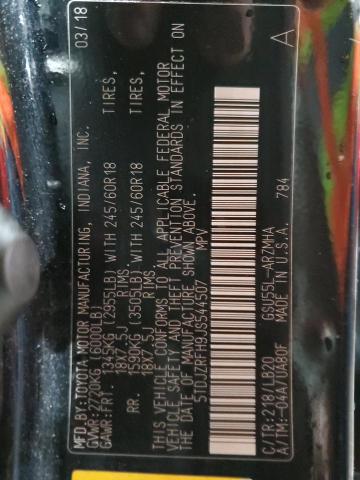 MFD.BY:TOYOTA MOTOR MANUFACTURING, INDIANA, INC. 03/18
GVWR:2720KG (6000LB)
GAWR:FRT. 1345KG (2955LB) WITH 245/60R18 TIRES,
18X7.5J RIMS
RR. 1590KG (3505LB) WITH 245/60R18 TIRES,
18X7.5J RIMS
THIS VEHICLE CONFORMS TO ALL APPLICABLE FEDERAL MOTOR
VEHICLE SAFETY AND THEFT PREVENTION STANDARDS IN EFFECT ON
THE DATE OF MANUFACTURE SHOWN ABOVE.
5TDJZRFH9JS544507 MPV
C/TR:218/LB20 GSU55L-ARZMHA
A/TM:-04A/UA80F MADE IN U.S.A. 784
A